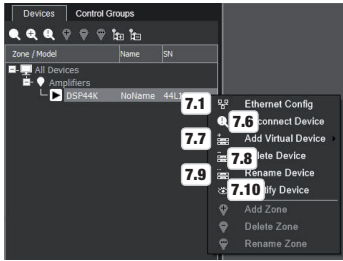 Devices Control Groups
Zone / Model Name SN
All Devices
Amplifiers
DSP44K NoName
7.1 Ethernet Config
7.6 Device
7.7 Add Virtual Device
7.8 Device
7.9 Rename Device
7.10 Device
Add Zone
Delete Zone
Rename Zone